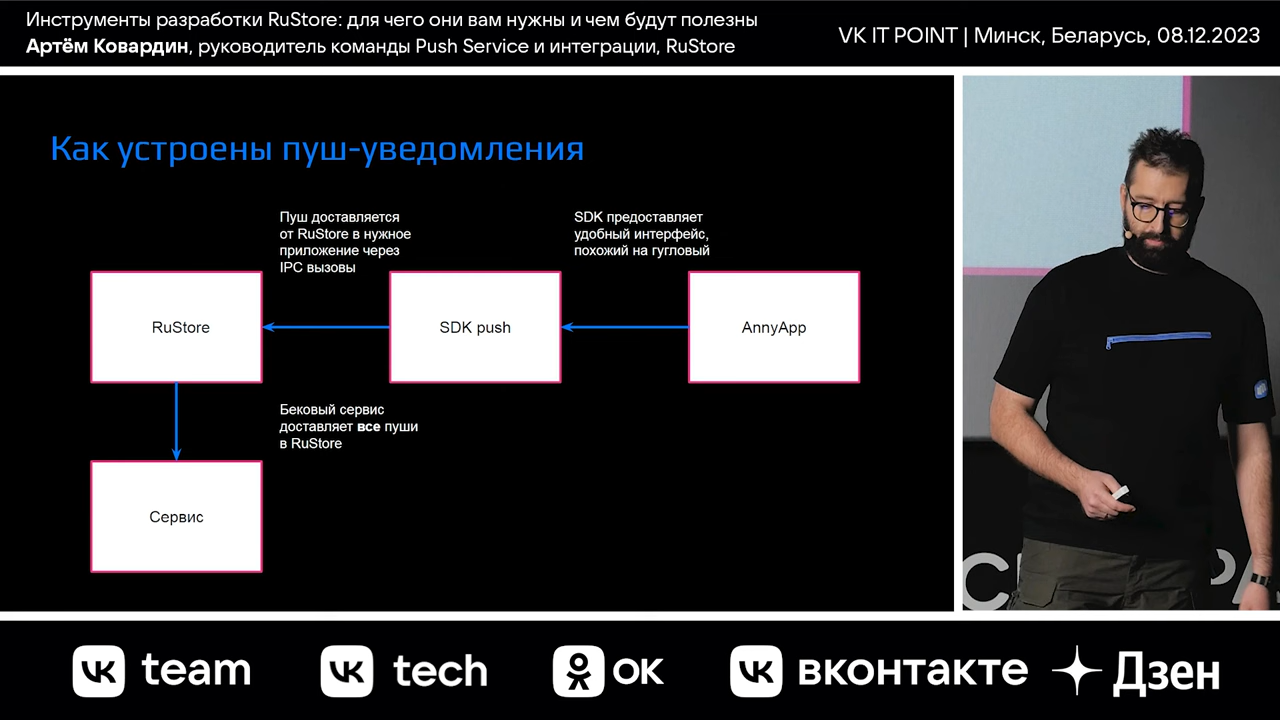 Инструменты разработки RuStore: для чего они вам нужны и чем будут полезны
Артём Ковардин, руководитель команды Push Service и интеграции, RuStore
VK IT POINT | Минск, Беларусь, 08.12.2023
Как устроены пуш-уведомления
Пуш доставляется
от RuStore в нужное
приложение через
IPC вызовы
SDK предоставляет
удобный интерфейс,
похожий на гугловый
RuStore
SDK push
AnnyApp
Бековый сервис
доставляет все пуши
в RuStore
Сервис
team
tech
ОК
вконтакте
Дзен